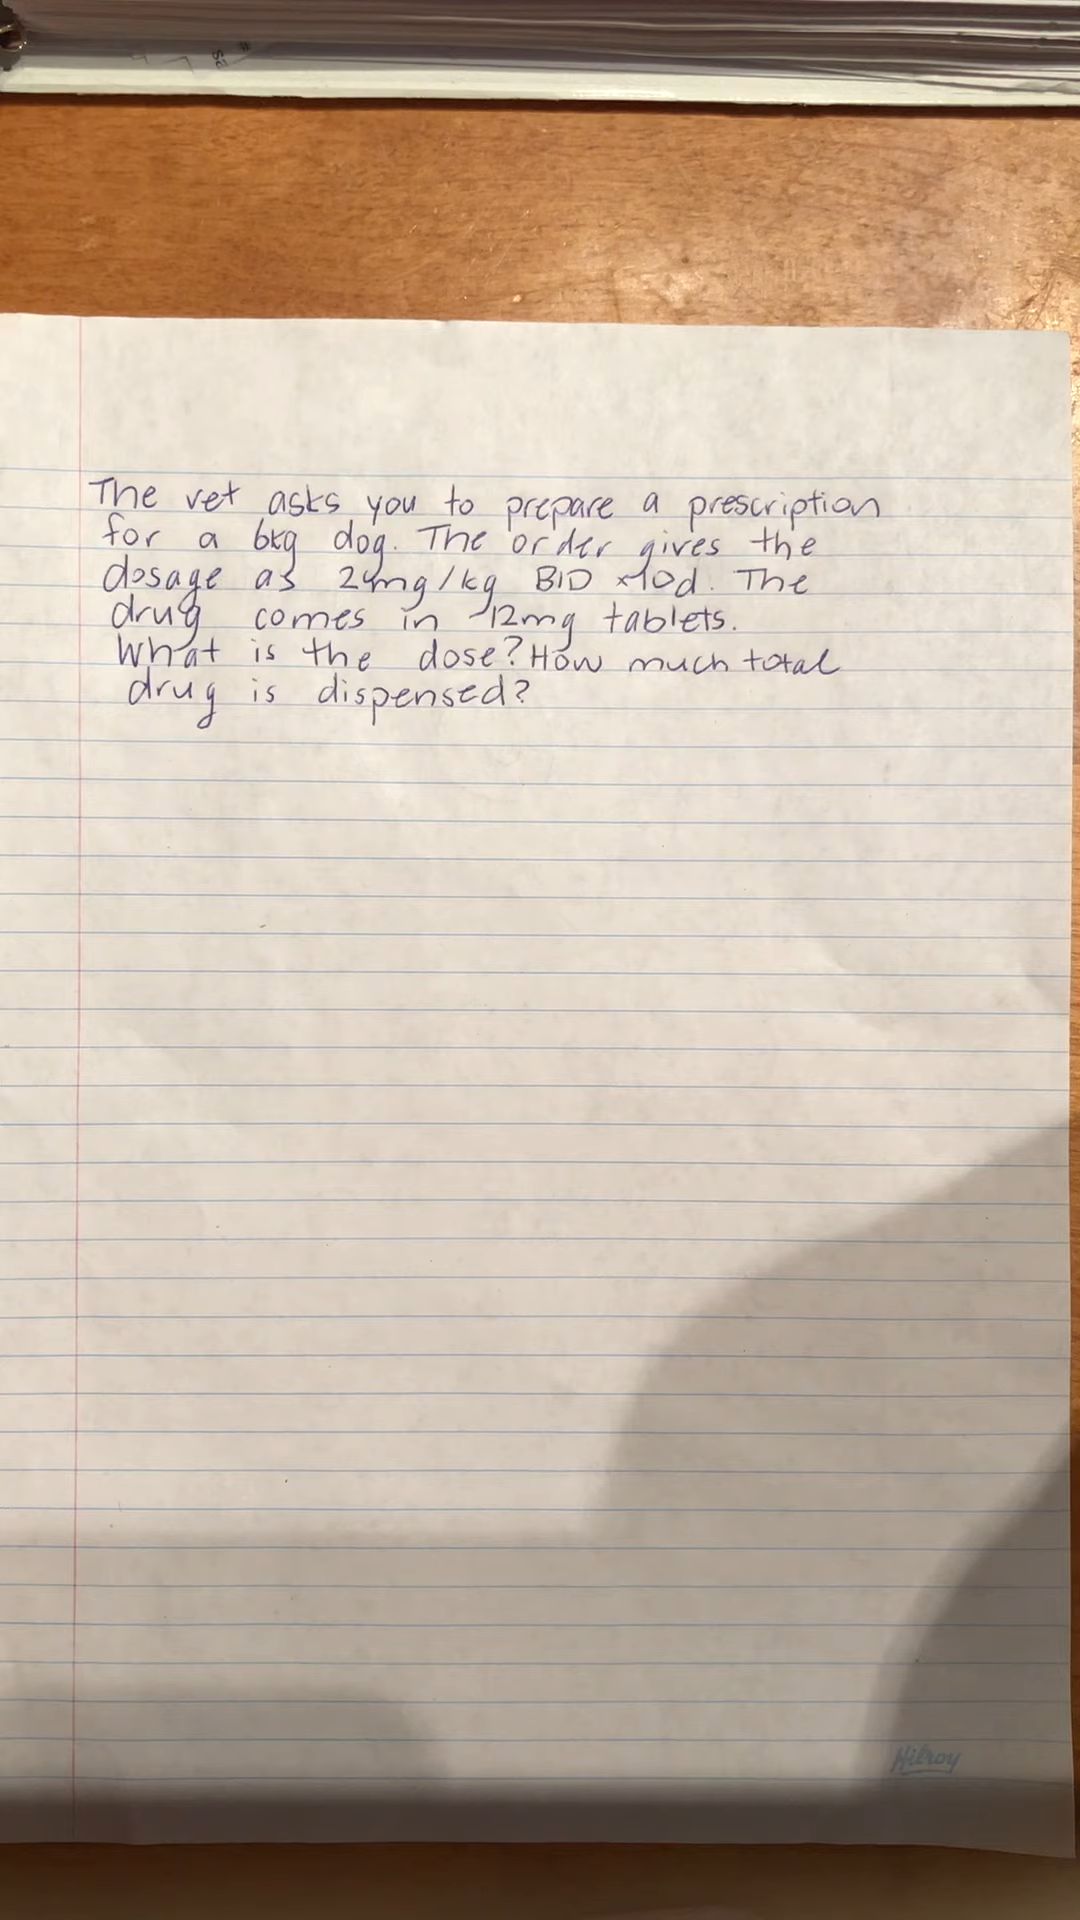 The vet asks you to prepare a prescription
for a 6kg dog. The order gives the
dosage as 24mg/kg BID x10d. The
drug comes in 12mg tablets.
What is the dose? How much total
drug is dispensed?
Hilroy